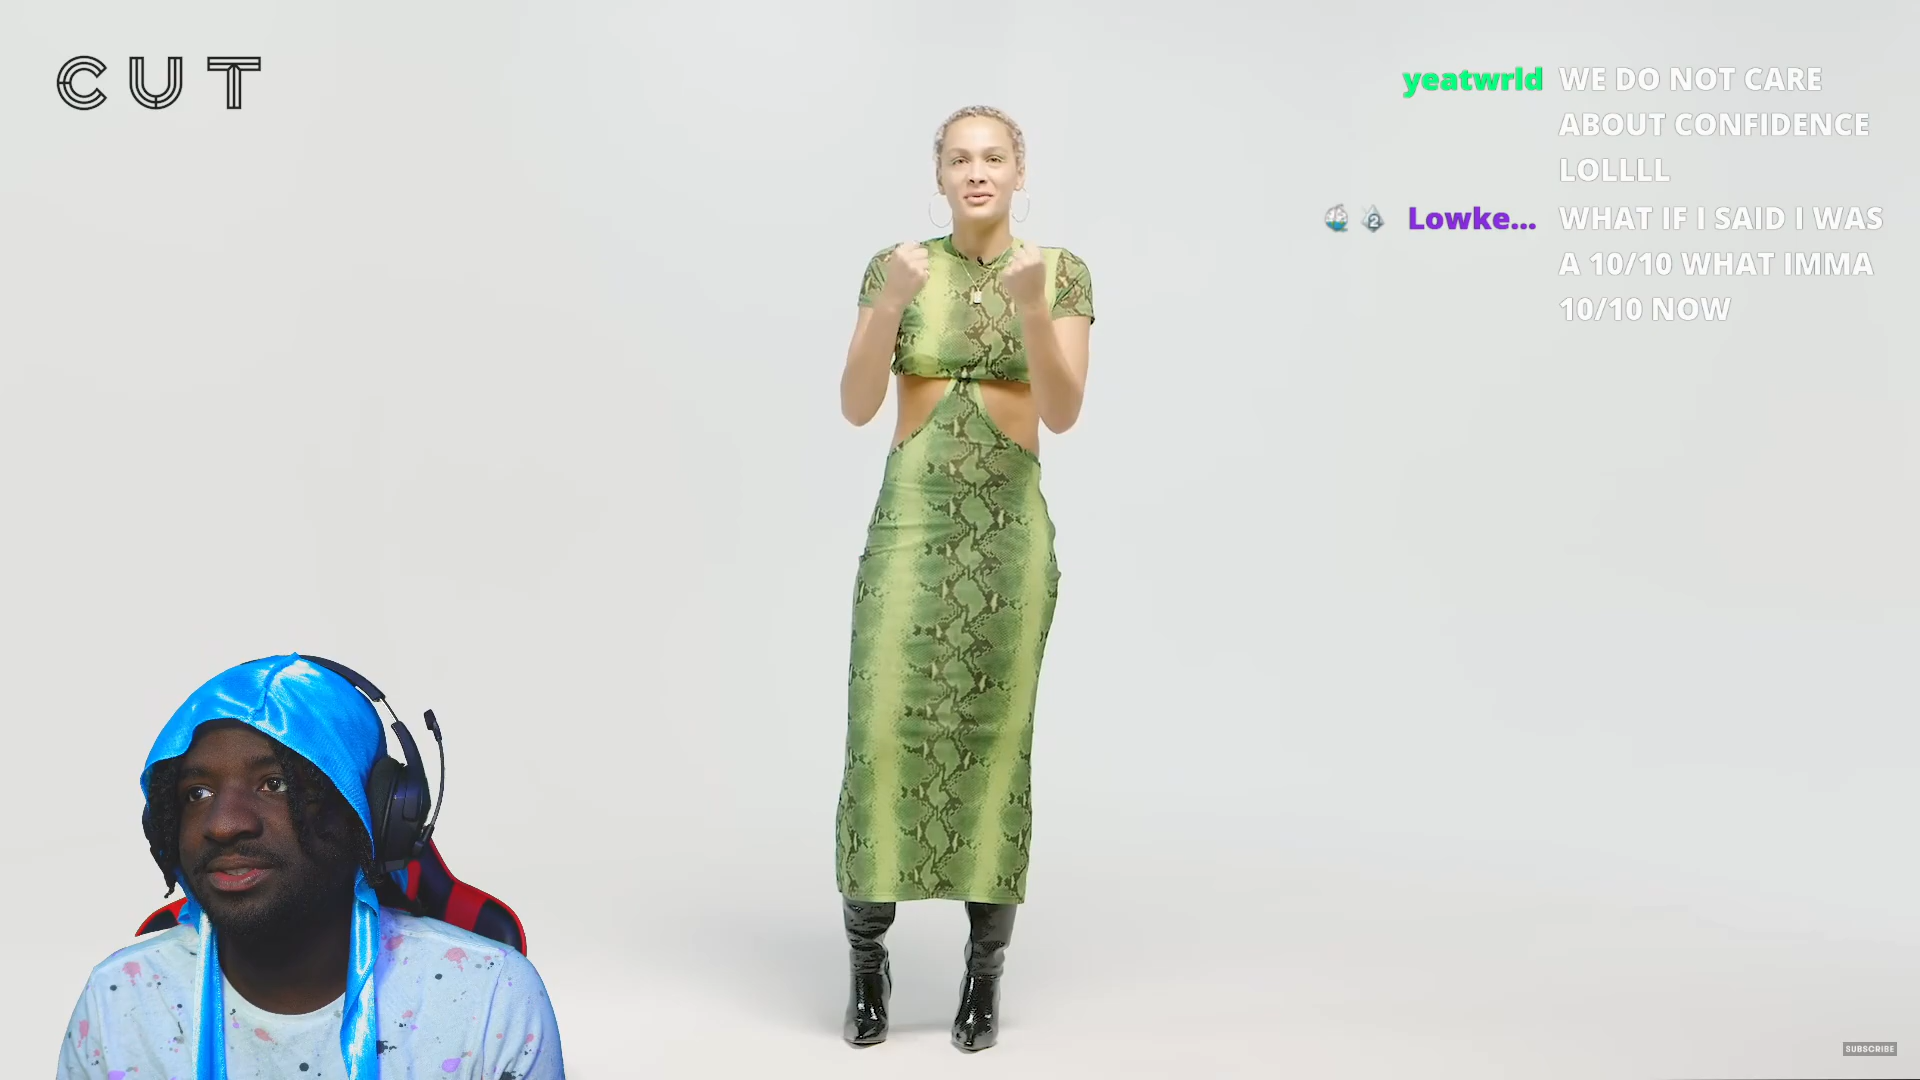 CUT
yeatwrld WE DO NOT CARE
ABOUT CONFIDENCE
LOLLLL
2 Lowke... WHAT IF I SAID I WAS
A 10/10 WHAT IMMA
10/10 NOW
SUBSCRIBE